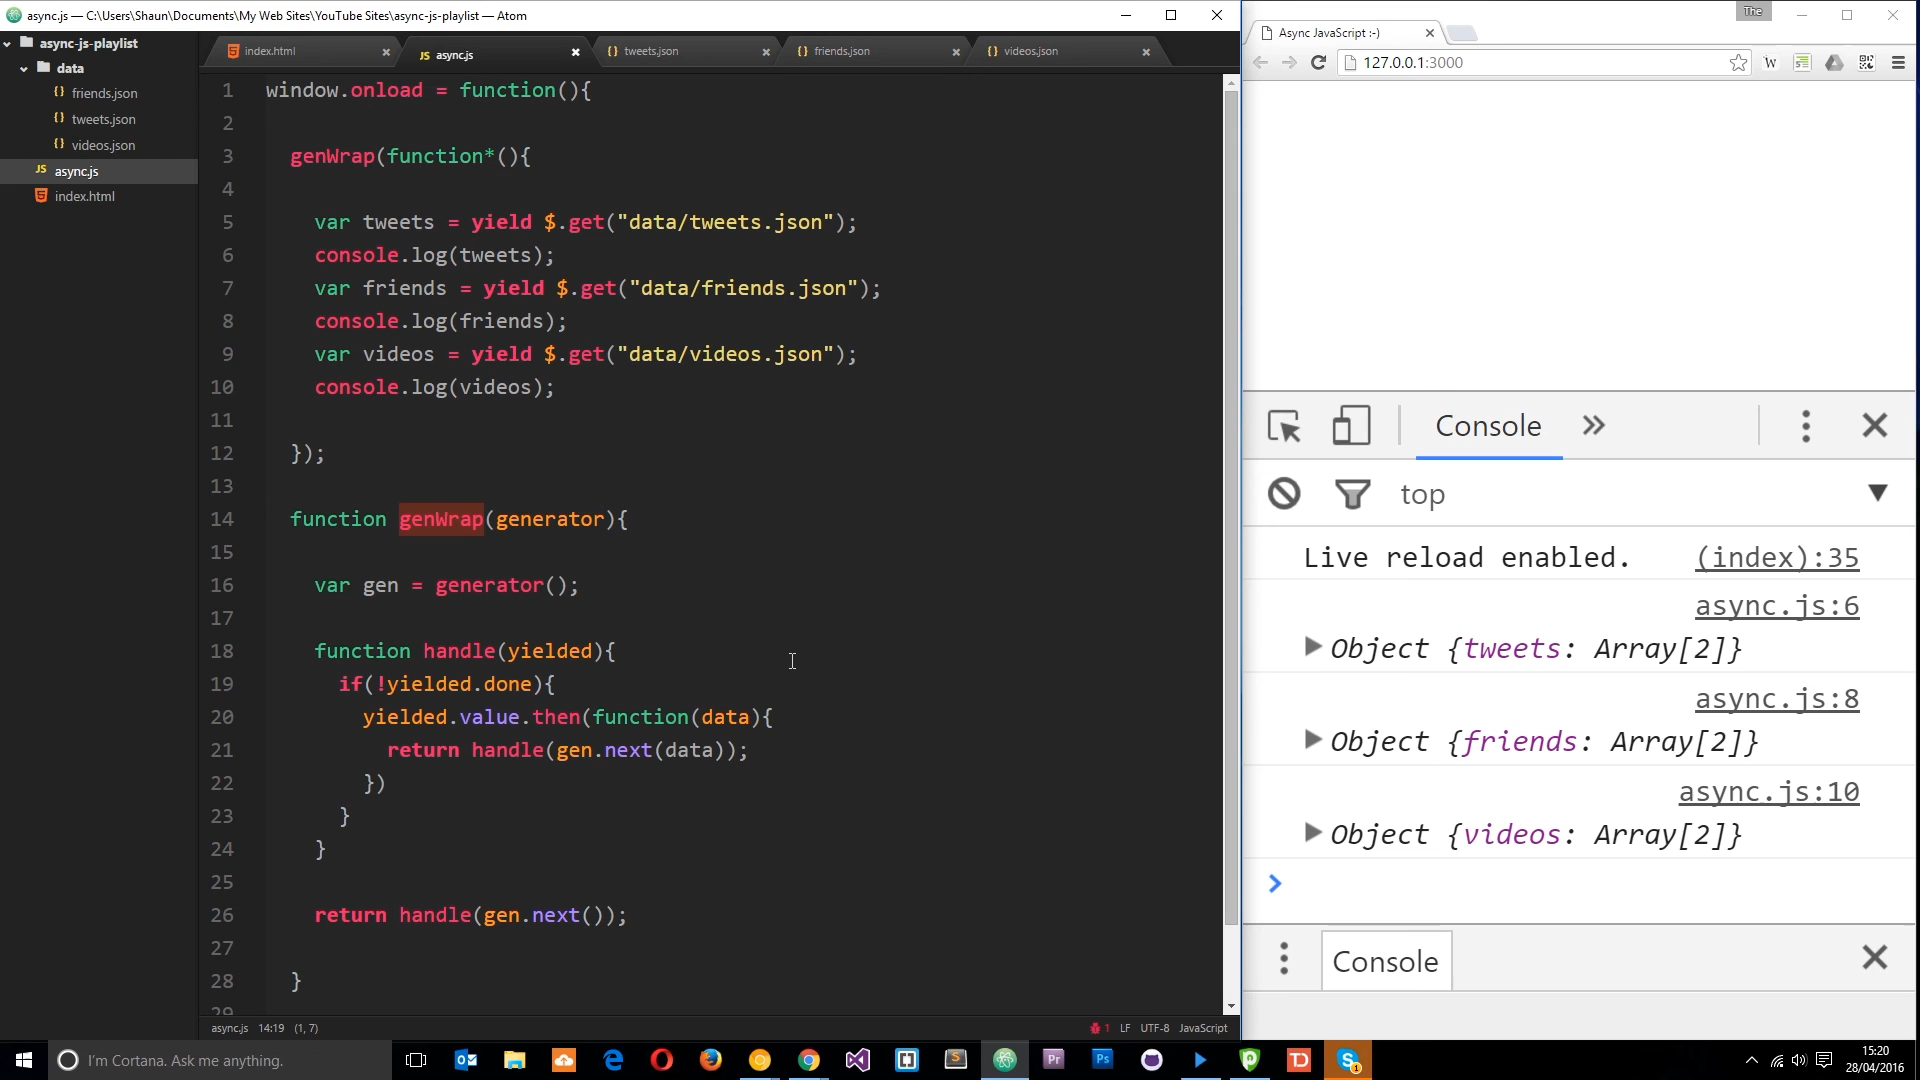 async.js — C:\Users\Shaun\Documents\My Web Sites\YouTube Sites\async-js-playlist — Atom
async-js-playlist
data
friends.json
tweets.json
videos.json
JS async.js
index.html
index.html
JS async.js
tweets.json
friends.json
videos.json
1 window.onload = function(){
2
3 genWrap(function*(){
4
5 var tweets = yield $.get("data/tweets.json");
6 console.log(tweets);
7 var friends = yield $.get("data/friends.json");
8 console.log(friends);
9 var videos = yield $.get("data/videos.json");
10 console.log(videos);
11
12 });
13
14 function genWrap(generator){
15
16 var gen = generator();
17
18 function handle(yielded){
19 if(!yielded.done){
20 yielded.value.then(function(data){
21 return handle(gen.next(data));
22 })
23 }
24 }
25
26 return handle(gen.next());
27
28 }
29
async.js 14:19 (1, 7)
1 LF UTF-8 JavaScript
The
Async JavaScript :-)
127.0.0.1:3000
W
Console
top
Live reload enabled. (index):35
async.js:6
Object {tweets: Array[2]}
async.js:8
Object {friends: Array[2]}
async.js:10
Object {videos: Array[2]}
Console
I'm Cortana. Ask me anything.
Pr
Ps
TD
1
15:20
28/04/2016